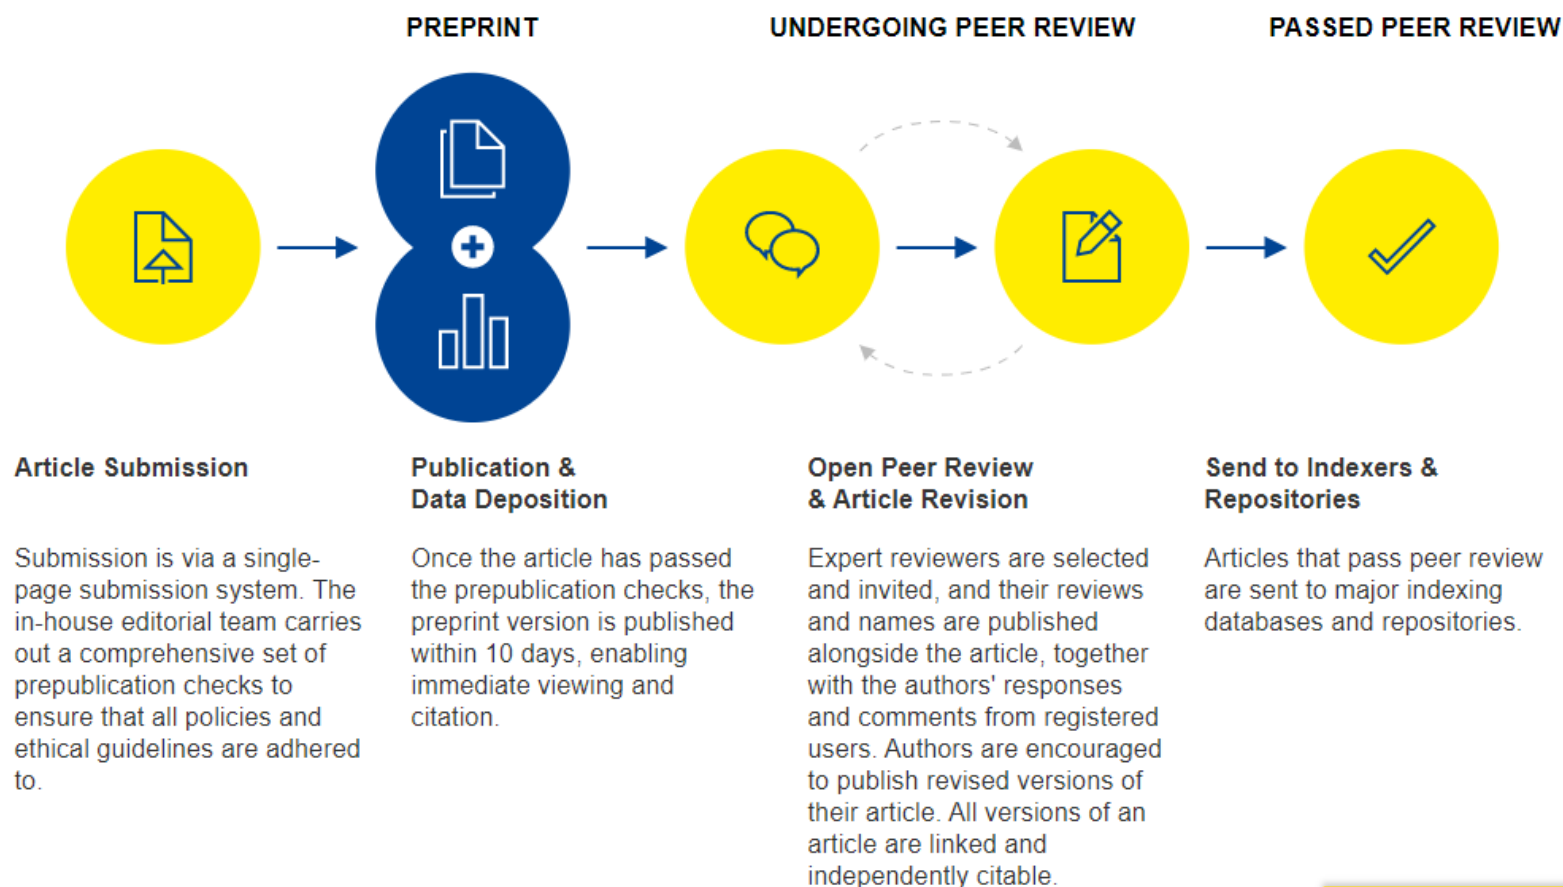 PREPRINT
UNDERGOING PEER REVIEW
PASSED PEER REVIEW
Article Submission
Submission is via a single-
page submission system. The
in-house editorial team carries
out a comprehensive set of
prepublication checks to
ensure that all policies and
ethical guidelines are adhered
to.
Publication &
Data Deposition
Once the article has passed
the prepublication checks, the
preprint version is published
within 10 days, enabling
immediate viewing and
citation.
Open Peer Review
& Article Revision
Expert reviewers are selected
and invited, and their reviews
and names are published
alongside the article, together
with the authors' responses
and comments from registered
users. Authors are encouraged
to publish revised versions of
their article. All versions of an
article are linked and
independently citable.
Send to Indexers &
Repositories
Articles that pass peer review
are sent to major indexing
databases and repositories.